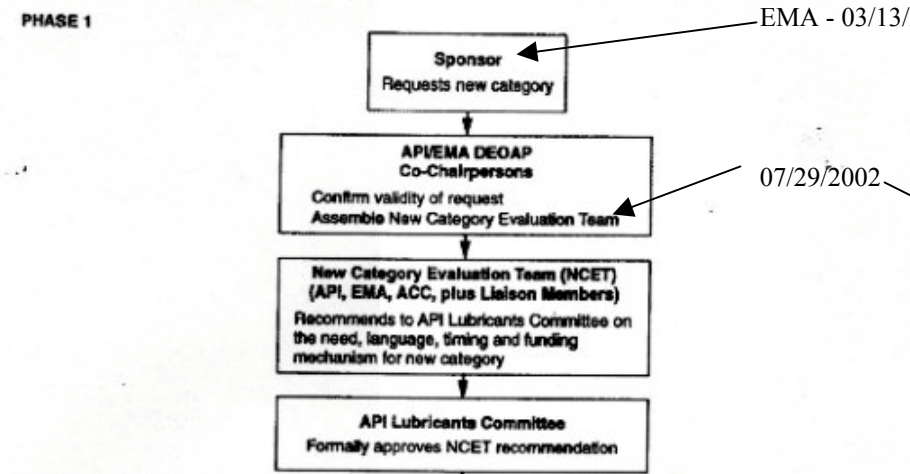 PHASE 1
EMA - 03/13/
Sponsor
Requests new category
API/EMA DEOAP
Co-Chairpersons
Confirm validity of request
Assemble New Category Evaluation Team
07/29/2002
New Category Evaluation Team (NCET)
(API, EMA, ACC, plus Liaison Members)
Recommends to API Lubricants Committee on
the need, language, timing and funding
mechanism for new category
API Lubricants Committee
Formally approves NCET recommendation